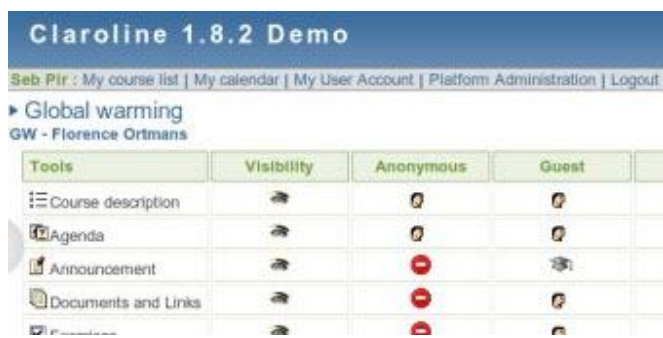 Claroline 1.8.2 Demo
Seb Pir : My course list | My calendar | My User Account | Platform Administration | Logout
Global warming
GW - Florence Ortmans
Tools Visibility Anonymous Guest
Course description
Agenda
Announcement
Documents and Links